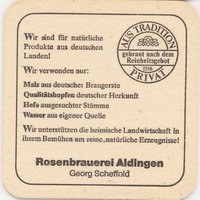 Wir sind für natürliche
Produkte aus deutschen
Landen!
Wir verwenden nur:
Malz aus deutscher Braugerste
Qualitätshopfen deutscher Herkunft
Hefe ausgesuchter Stämme
Wasser aus eigener Quelle
Wir unterstützen die heimische Landwirtschaft in
ihrem Bemühen um reine, natürliche Erzeugnisse!
AUS TRADITION
gebraut nach dem
Reinheitsgebot
1516
PRIVAT
Rosenbrauerei Aldingen
Georg Scheffold